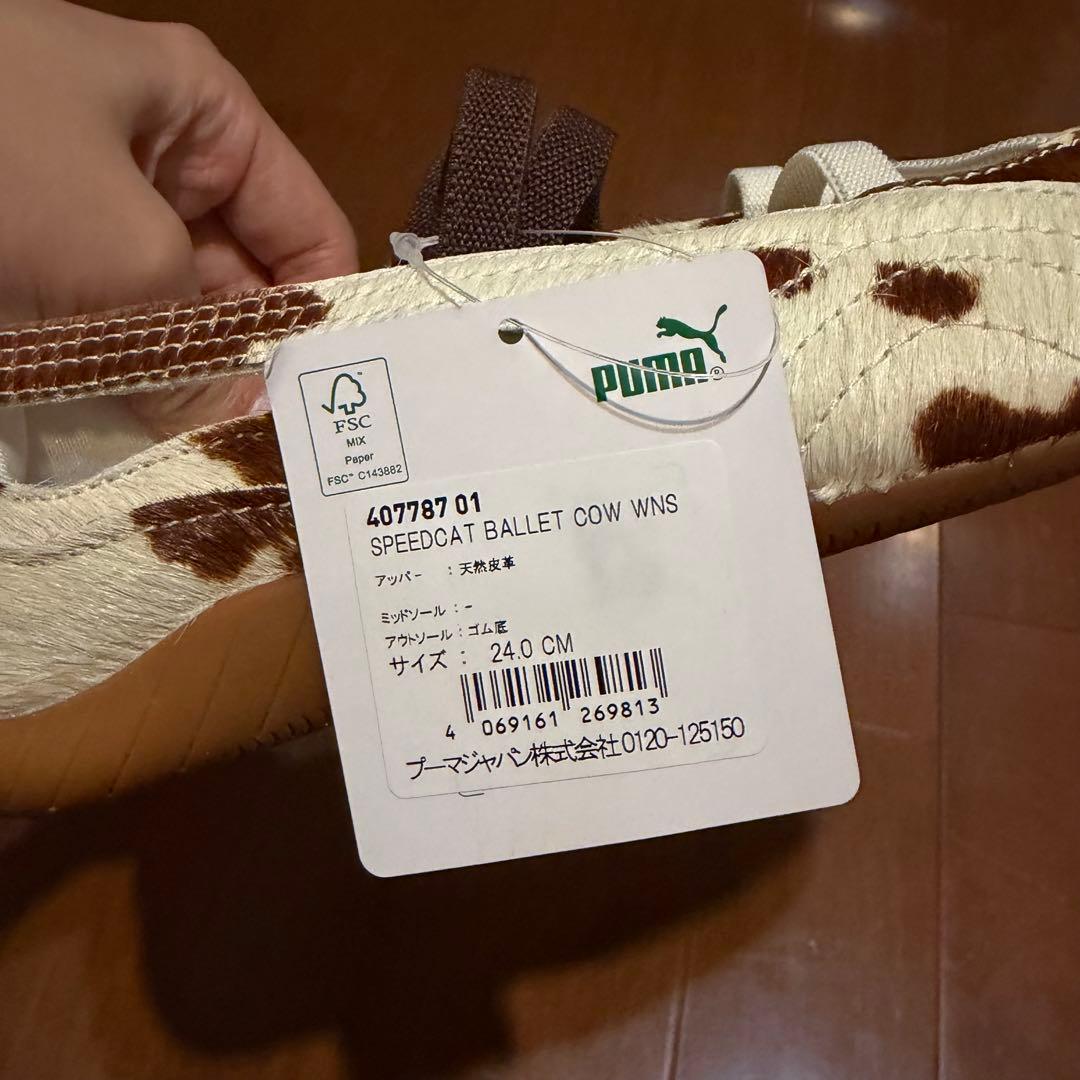 PUMA®
FSC™
MIX
Paper
FSC™ C143882
407787 01
SPEEDCAT BALLET COW WNS
アッパー : 天然皮革
ミッドソール : -
アウトソール : ゴム底
サイズ : 24.0 CM
4 069161 269813
プーマジャパン株式会社0120-125150